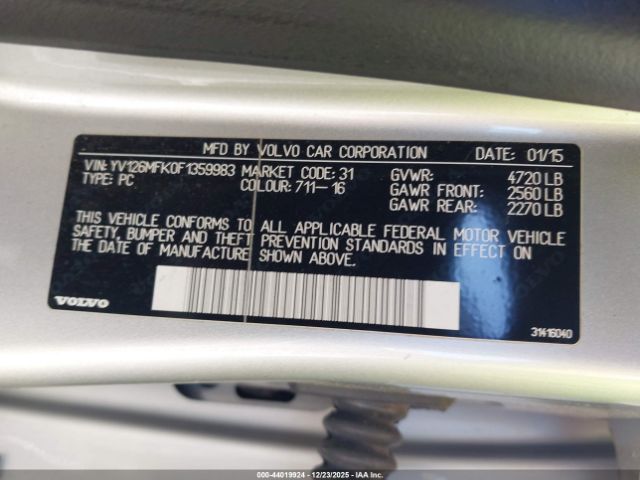 MFD BY VOLVO CAR CORPORATION DATE: 01/15
VIN: YV126MFK0F1359983 MARKET CODE: 31 GVWR: 4720 LB
TYPE: PC COLOUR: 711-16 GAWR FRONT: 2560 LB
GAWR REAR: 2270 LB
THIS VEHICLE CONFORMS TO ALL APPLICABLE FEDERAL MOTOR VEHICLE
SAFETY, BUMPER AND THEFT PREVENTION STANDARDS IN EFFECT ON
THE DATE OF MANUFACTURE SHOWN ABOVE.
VOLVO
31416040
000-44019924 | 12/23/2025 - IAAI.COM